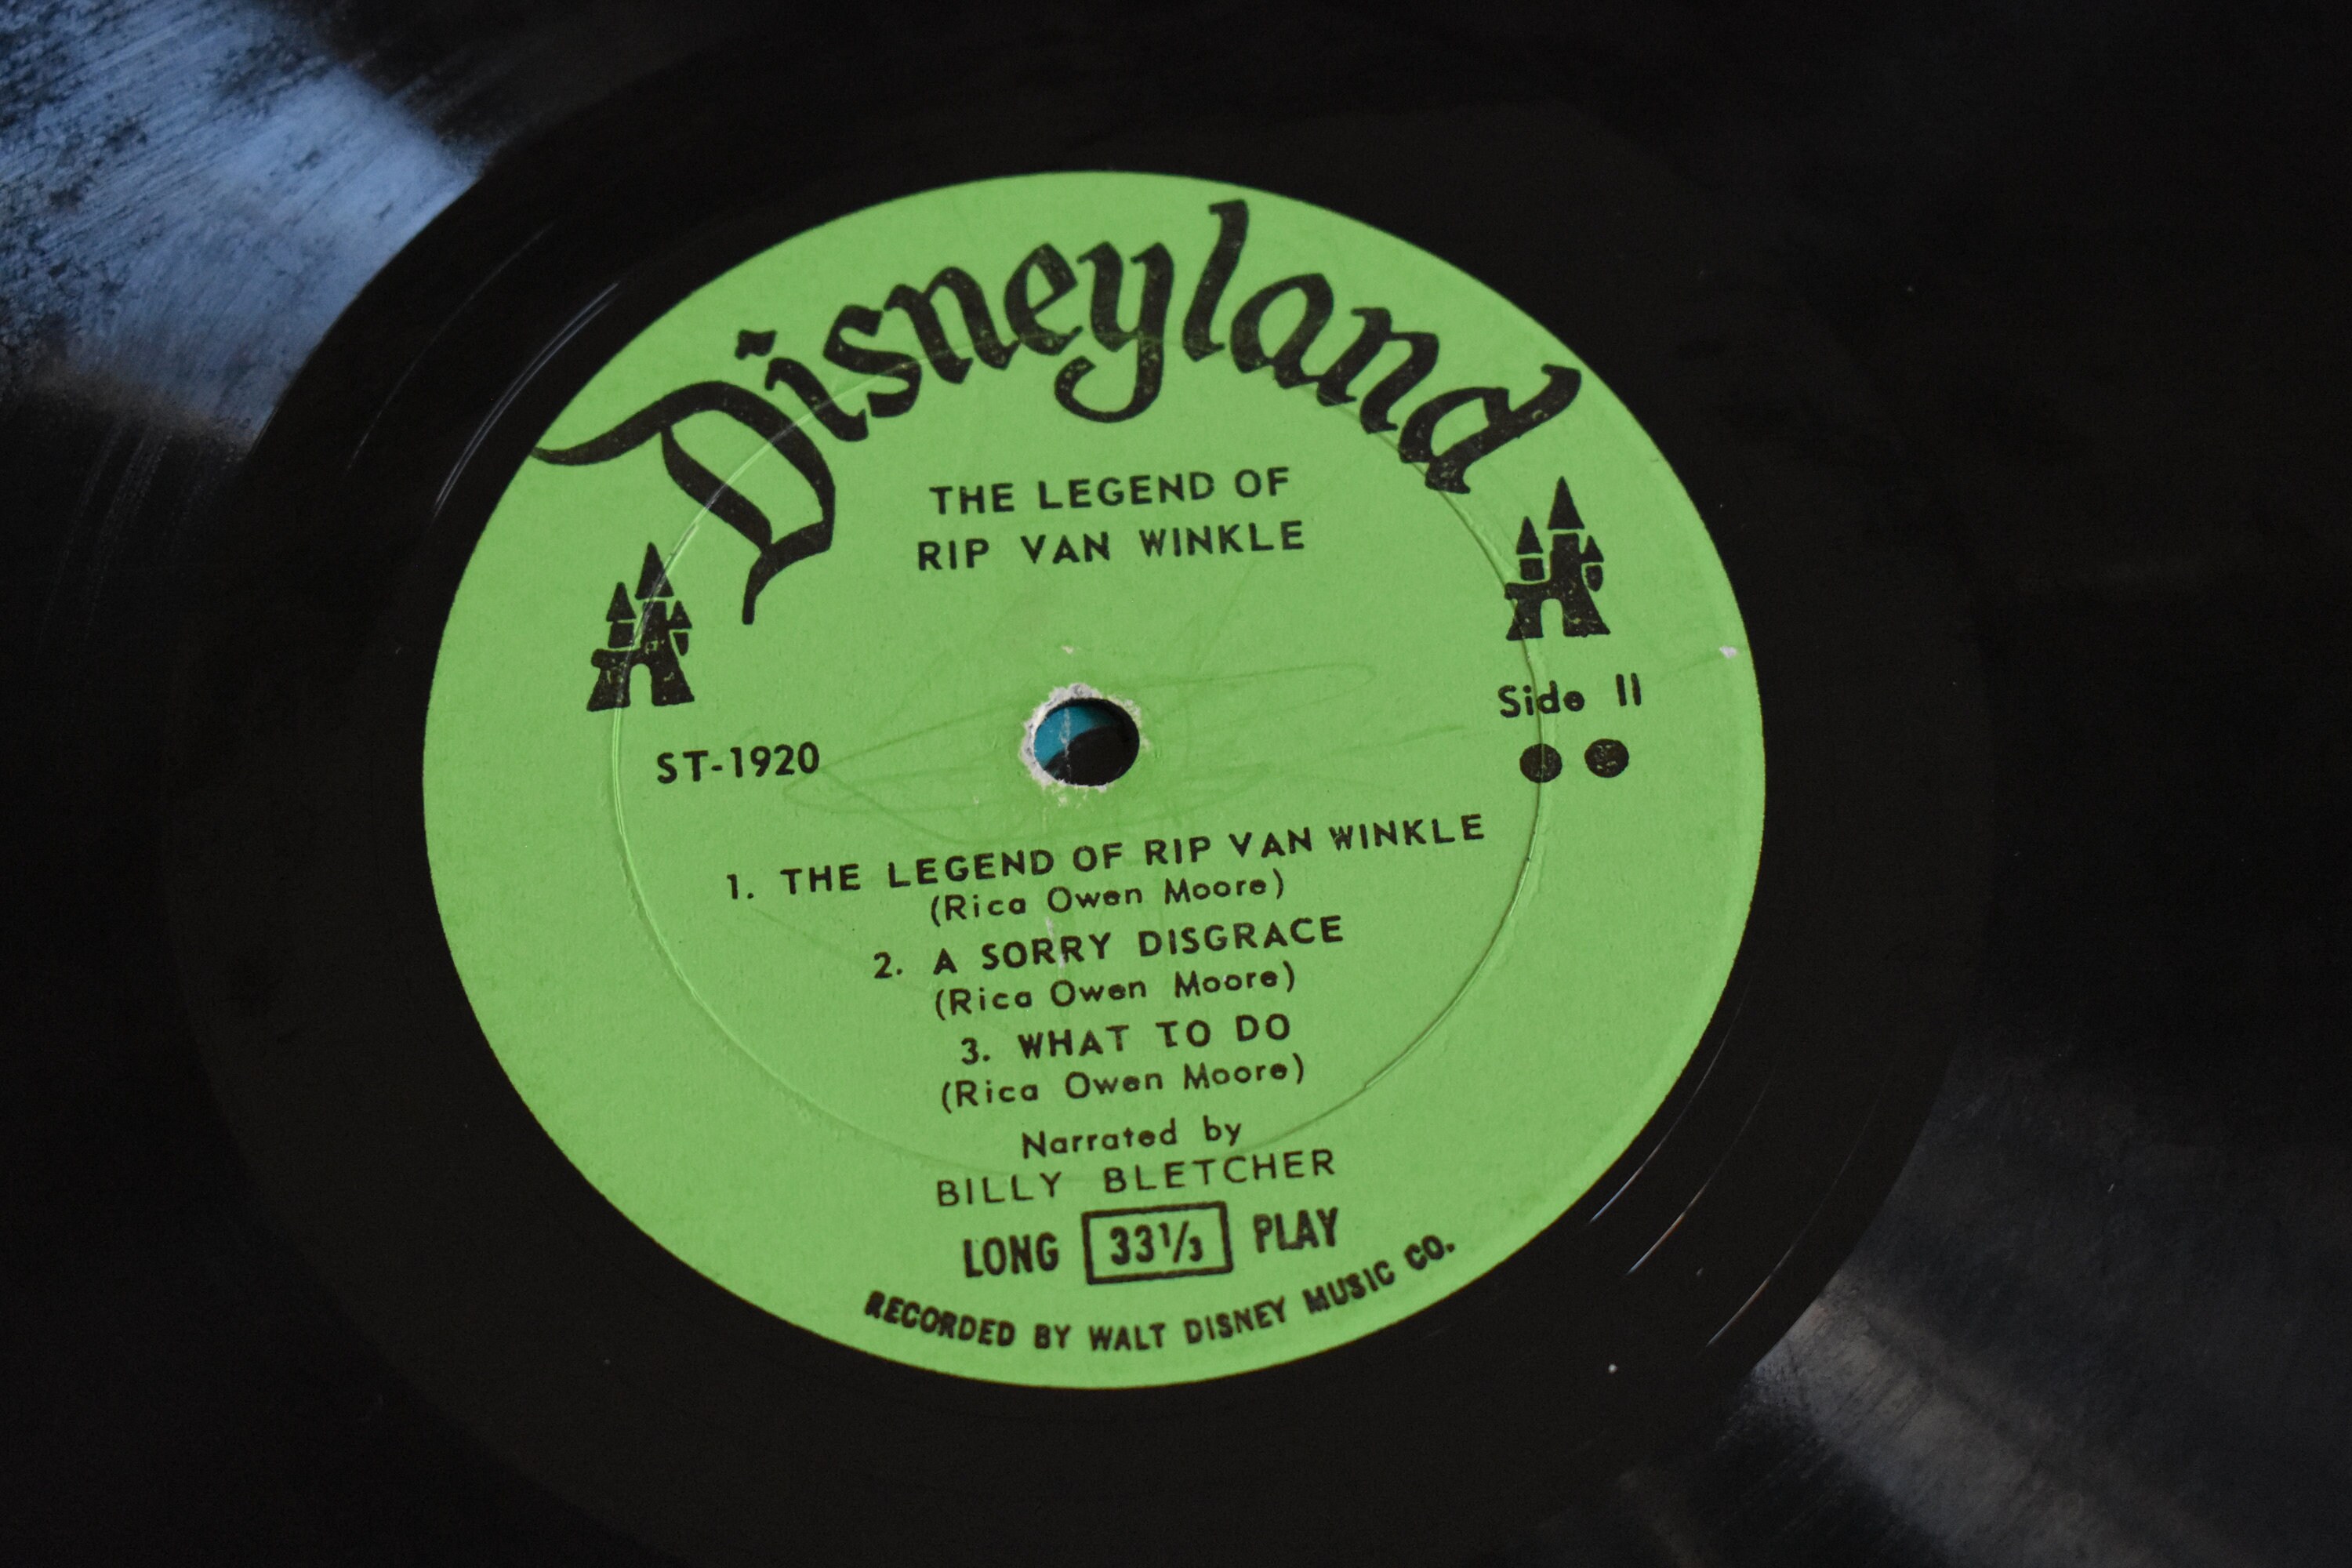 Disneyland
THE LEGEND OF
RIP VAN WINKLE
Side II
ST-1920
1. THE LEGEND OF RIP VAN WINKLE
(Rica Owen Moore)
2. A SORRY DISGRACE
(Rica Owen Moore)
3. WHAT TO DO
(Rica Owen Moore)
Narrated by
BILLY BLETCHER
LONG 33⅓ PLAY
RECORDED BY WALT DISNEY MUSIC CO.